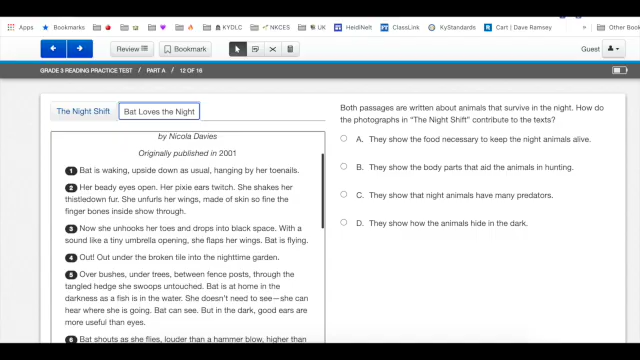 Apps Bookmarks KYDLC NKCES UK HeidiNeIt ClassLink KyStandards Cart | Dave Ramsey » Other Book
Review Bookmark Guest
GRADE 3 READING PRACTICE TEST / PART A / 12 OF 16
The Night Shift Bat Loves the Night
by Nicola Davies
Originally published in 2001
1 Bat is waking, upside down as usual, hanging by her toenails.
2 Her beady eyes open. Her pixie ears twitch. She shakes her
thistledown fur. She unfurls her wings, made of skin so fine the
finger bones inside show through.
3 Now she unhooks her toes and drops into black space. With a
sound like a tiny umbrella opening, she flaps her wings. Bat is flying.
4 Out! Out under the broken tile into the nighttime garden.
5 Over bushes, under trees, between fence posts, through the
tangled hedge she swoops untouched. Bat is at home in the
darkness as a fish is in the water. She doesn't need to see—she can
hear where she is going. Bat can see. But in the dark, good ears are
more useful than eyes.
6 Bat shouts as she flies, louder than a hammer blow, higher than
Both passages are written about animals that survive in the night. How do
the photographs in "The Night Shift" contribute to the texts?
A. They show the food necessary to keep the night animals alive.
B. They show the body parts that aid the animals in hunting.
C. They show that night animals have many predators.
D. They show how the animals hide in the dark.